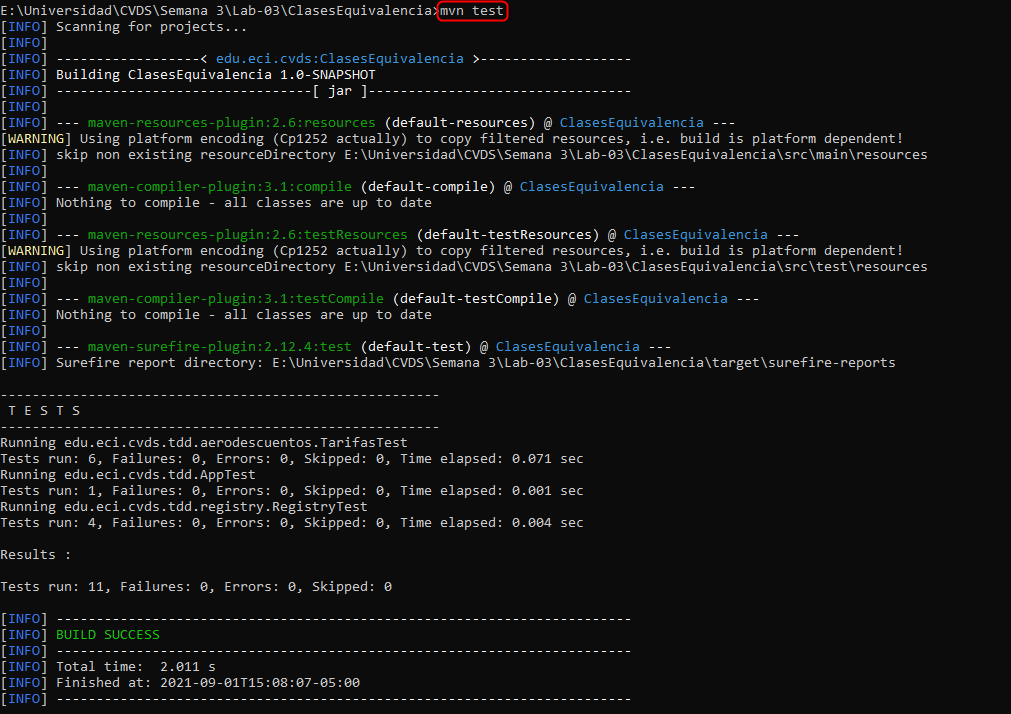 E:\Universidad\CVDS\Semana 3\Lab-03\ClasesEquivalencia>mvn test
[INFO] Scanning for projects...
[INFO]
[INFO] ------------------< edu.eci.cvds:ClasesEquivalencia >-------------------
[INFO] Building ClasesEquivalencia 1.0-SNAPSHOT
[INFO] --------------------------------[ jar ]---------------------------------
[INFO]
[INFO] --- maven-resources-plugin:2.6:resources (default-resources) @ ClasesEquivalencia ---
[WARNING] Using platform encoding (Cp1252 actually) to copy filtered resources, i.e. build is platform dependent!
[INFO] skip non existing resourceDirectory E:\Universidad\CVDS\Semana 3\Lab-03\ClasesEquivalencia\src\main\resources
[INFO]
[INFO] --- maven-compiler-plugin:3.1:compile (default-compile) @ ClasesEquivalencia ---
[INFO] Nothing to compile - all classes are up to date
[INFO]
[INFO] --- maven-resources-plugin:2.6:testResources (default-testResources) @ ClasesEquivalencia ---
[WARNING] Using platform encoding (Cp1252 actually) to copy filtered resources, i.e. build is platform dependent!
[INFO] skip non existing resourceDirectory E:\Universidad\CVDS\Semana 3\Lab-03\ClasesEquivalencia\src\test\resources
[INFO]
[INFO] --- maven-compiler-plugin:3.1:testCompile (default-testCompile) @ ClasesEquivalencia ---
[INFO] Nothing to compile - all classes are up to date
[INFO]
[INFO] --- maven-surefire-plugin:2.12.4:test (default-test) @ ClasesEquivalencia ---
[INFO] Surefire report directory: E:\Universidad\CVDS\Semana 3\Lab-03\ClasesEquivalencia\target\surefire-reports
-------------------------------------------------------
T E S T S
-------------------------------------------------------
Running edu.eci.cvds.tdd.aerodescuentos.TarifasTest
Tests run: 6, Failures: 0, Errors: 0, Skipped: 0, Time elapsed: 0.071 sec
Running edu.eci.cvds.tdd.AppTest
Tests run: 1, Failures: 0, Errors: 0, Skipped: 0, Time elapsed: 0.001 sec
Running edu.eci.cvds.tdd.registry.RegistryTest
Tests run: 4, Failures: 0, Errors: 0, Skipped: 0, Time elapsed: 0.004 sec
Results :
Tests run: 11, Failures: 0, Errors: 0, Skipped: 0
[INFO] ------------------------------------------------------------------------
[INFO] BUILD SUCCESS
[INFO] ------------------------------------------------------------------------
[INFO] Total time:  2.011 s
[INFO] Finished at: 2021-09-01T15:08:07-05:00
[INFO] ------------------------------------------------------------------------